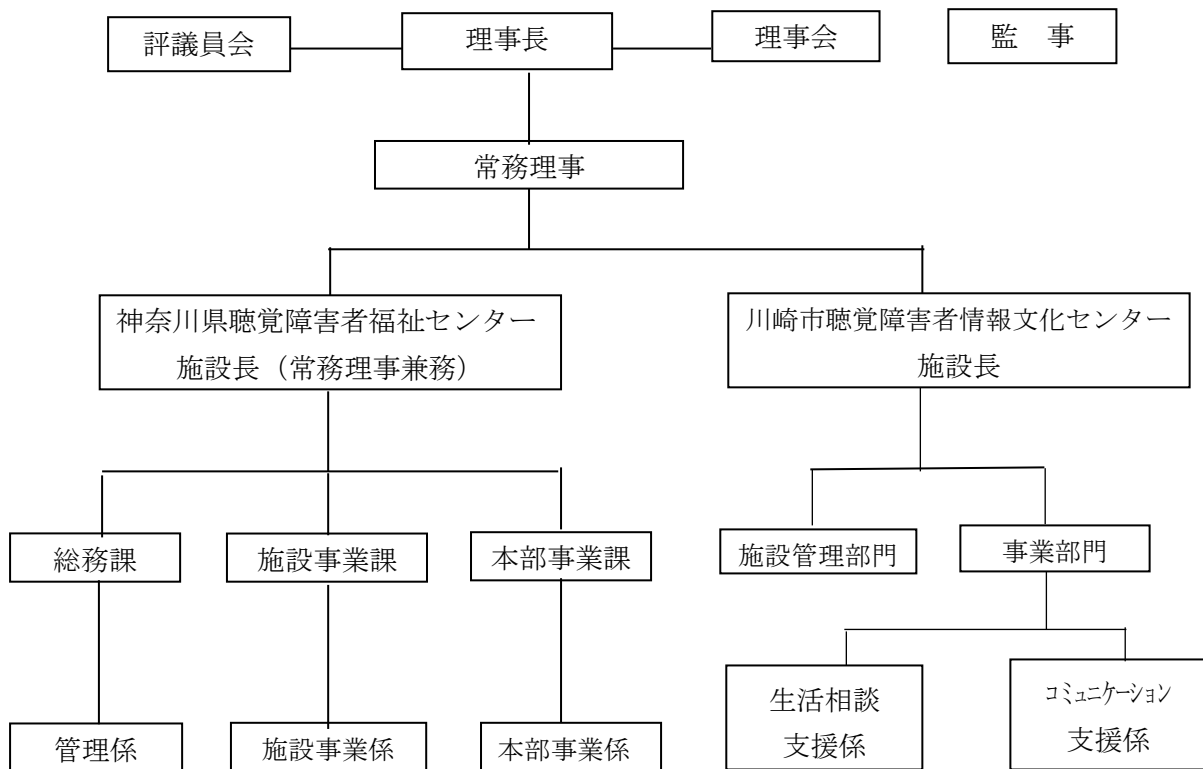 評議員会
理事長
理事会
監　事
常務理事
神奈川県聴覚障害者福祉センター
施設長（常務理事兼務）
川崎市聴覚障害者情報文化センター
施設長
総務課
施設事業課
本部事業課
施設管理部門
事業部門
管理係
施設事業係
本部事業係
生活相談
支援係
コミュニケーション
支援係